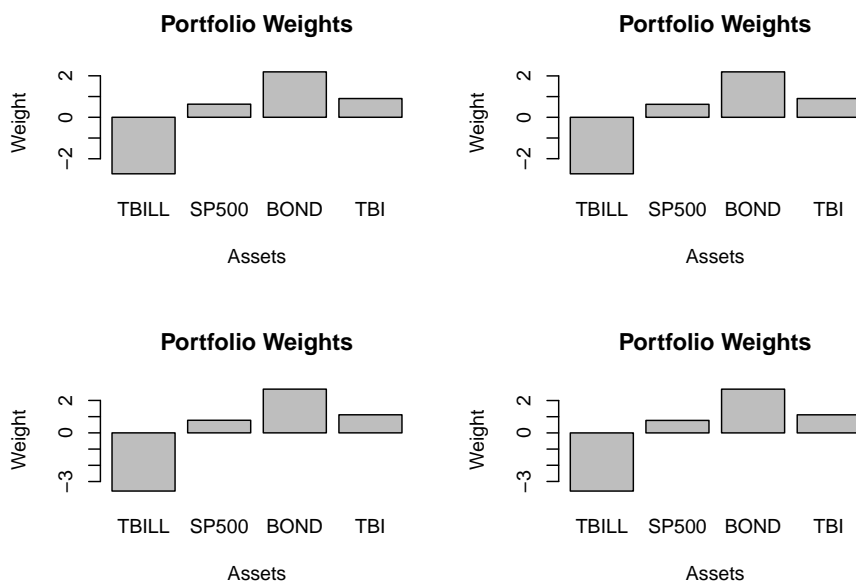 Portfolio Weights
Weight
2
0
−2
TBILL SP500 BOND TBI
Assets
Portfolio Weights
Weight
2
0
−2
TBILL SP500 BOND TBI
Assets
Portfolio Weights
Weight
2
0
−3
TBILL SP500 BOND TBI
Assets
Portfolio Weights
Weight
2
0
−3
TBILL SP500 BOND TBI
Assets